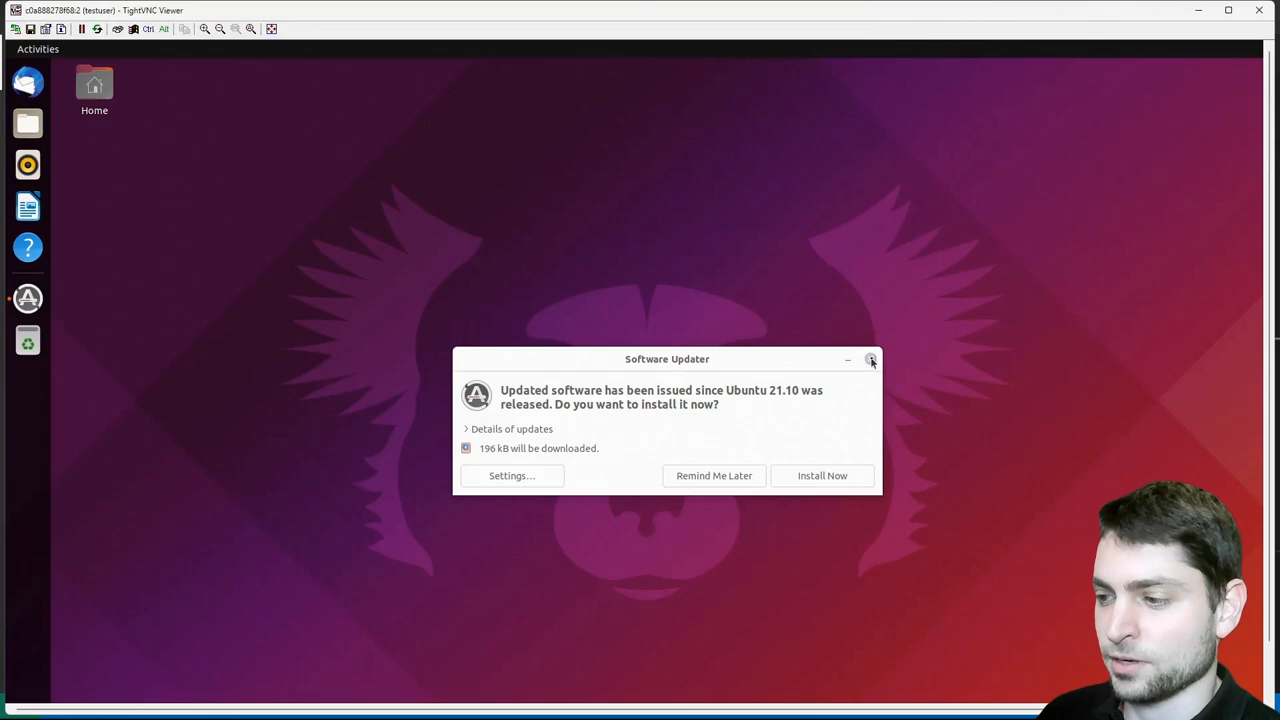 c0a888278f68:2 (testuser) - TightVNC Viewer
Ctrl Alt
Activities
Home
Software Updater
Updated software has been issued since Ubuntu 21.10 was
released. Do you want to install it now?
Details of updates
196 kB will be downloaded.
Settings…
Remind Me Later
Install Now